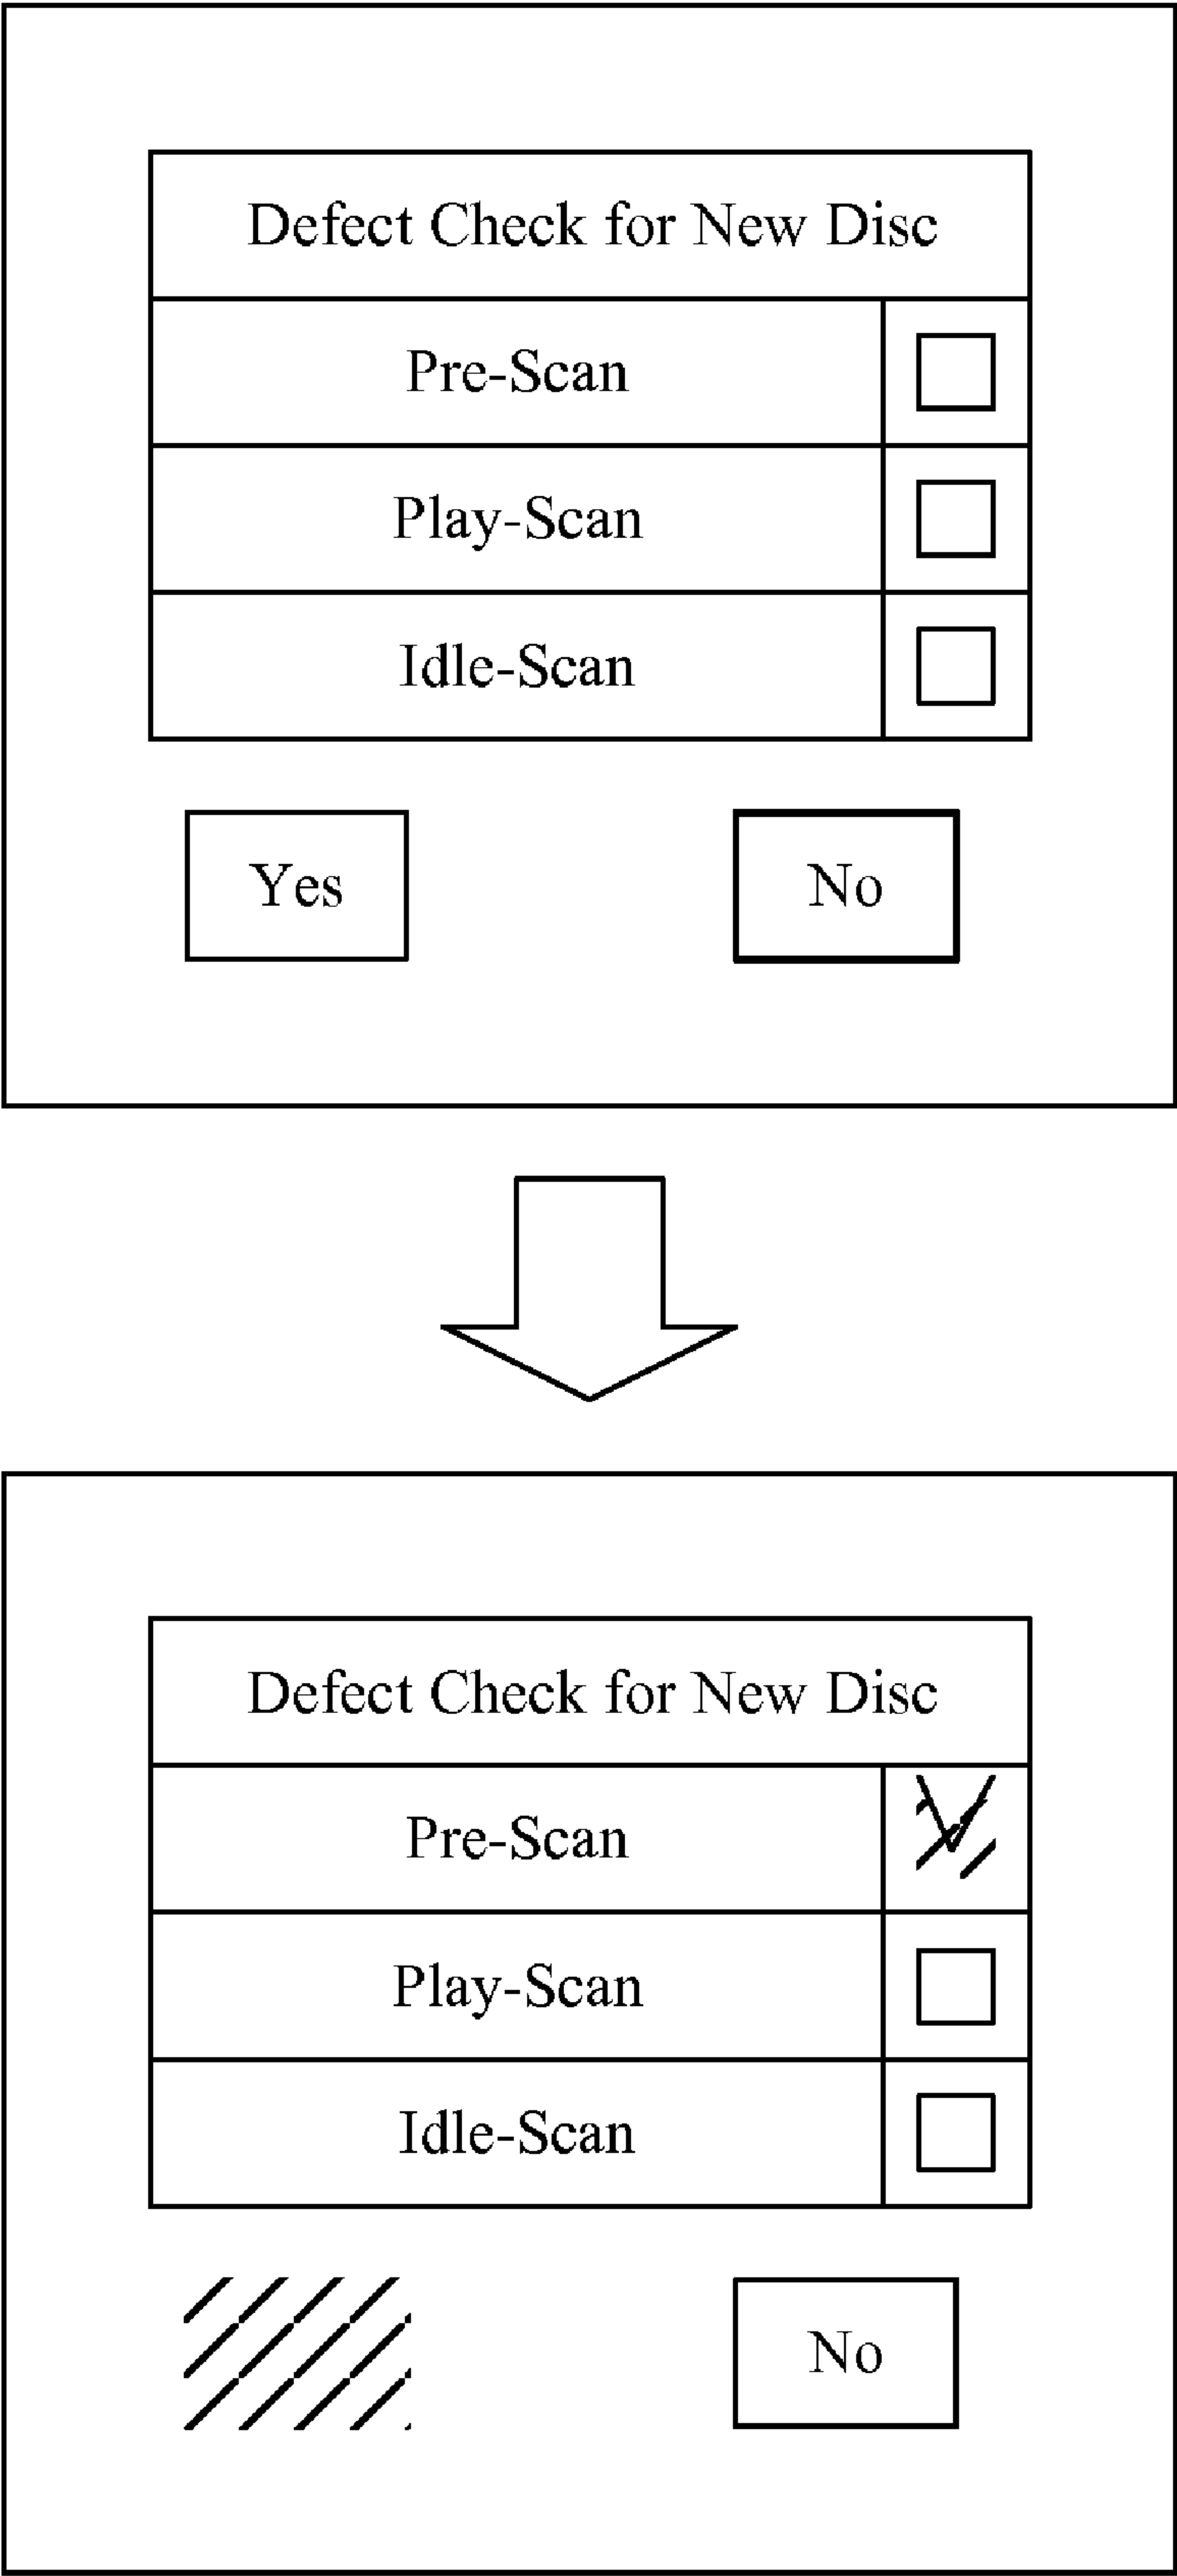 Defect Check for New Disc
Pre-Scan
Play-Scan
Idle-Scan
Yes
No
Defect Check for New Disc
Pre-Scan
Play-Scan
Idle-Scan
No